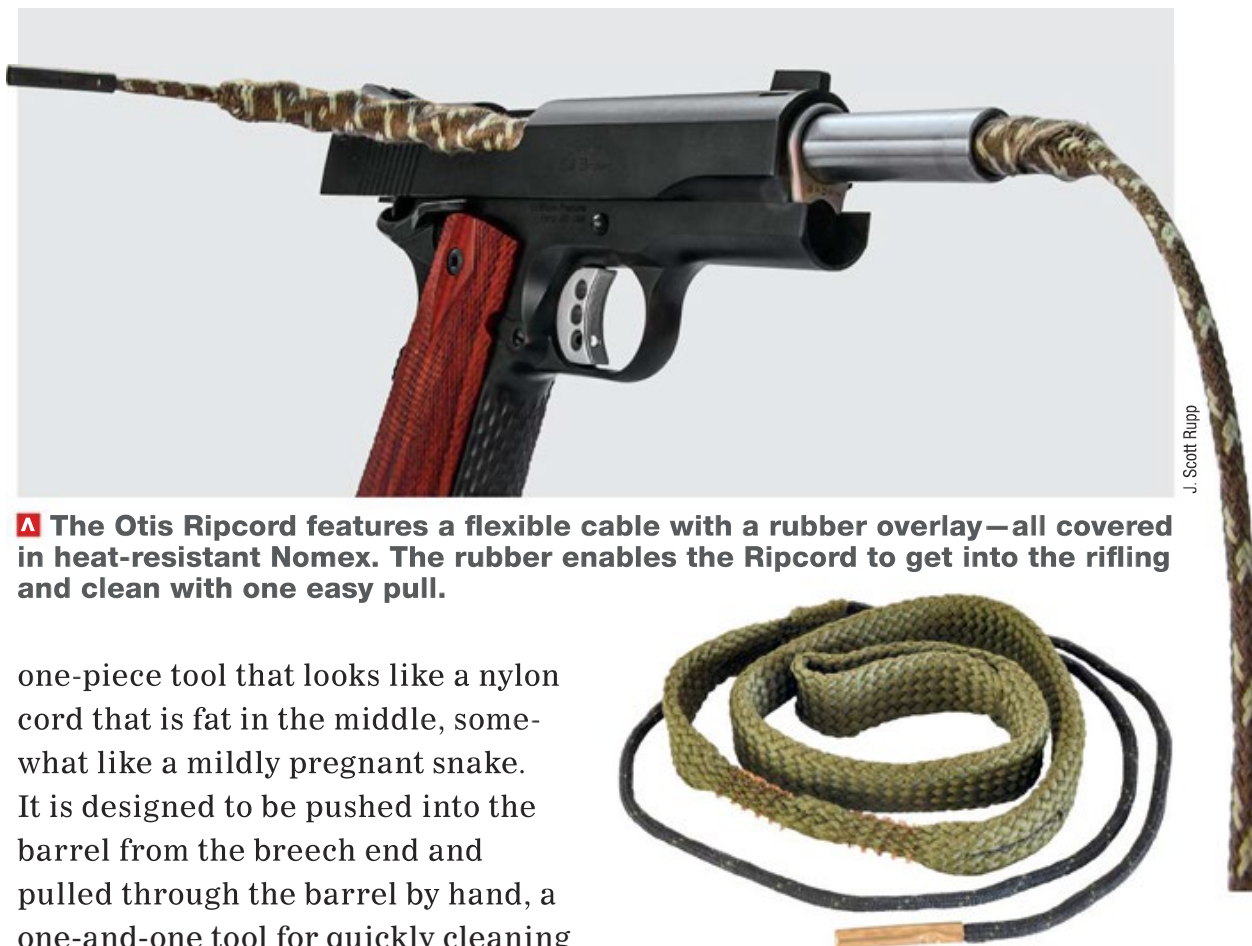 J. Scott Rupp
The Otis Ripcord features a flexible cable with a rubber overlay—all covered
in heat-resistant Nomex. The rubber enables the Ripcord to get into the rifling
and clean with one easy pull.
one-piece tool that looks like a nylon
cord that is fat in the middle, some-
what like a mildly pregnant snake.
It is designed to be pushed into the
barrel from the breech end and
pulled through the barrel by hand, a
one-and-one tool for quickly cleaning